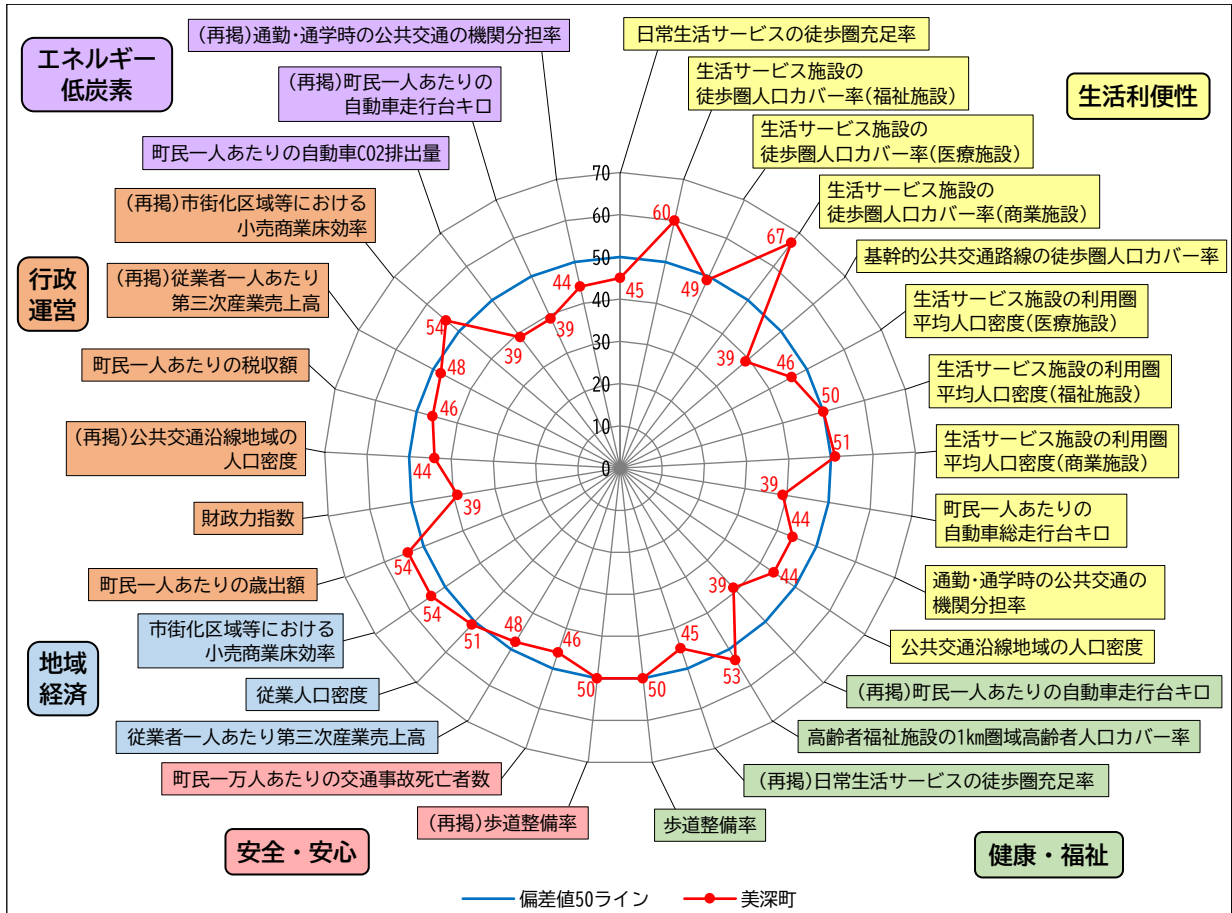 エネルギー
低炭素
(再掲)通勤・通学時の公共交通の機関分担率
(再掲)町民一人あたりの
自動車走行台キロ
町民一人あたりの自動車CO2排出量
日常生活サービスの徒歩圏充足率
生活サービス施設の
徒歩圏人口カバー率(福祉施設)
生活利便性
生活サービス施設の
徒歩圏人口カバー率(医療施設)
生活サービス施設の
徒歩圏人口カバー率(商業施設)
基幹的公共交通路線の徒歩圏人口カバー率
生活サービス施設の利用圏
平均人口密度(医療施設)
生活サービス施設の利用圏
平均人口密度(福祉施設)
生活サービス施設の利用圏
平均人口密度(商業施設)
町民一人あたりの
自動車総走行台キロ
通勤・通学時の公共交通の
機関分担率
公共交通沿線地域の人口密度
(再掲)町民一人あたりの自動車走行台キロ
高齢者福祉施設の1km圏域高齢者人口カバー率
(再掲)日常生活サービスの徒歩圏充足率
歩道整備率
健康・福祉
(再掲)市街化区域等における
小売商業床効率
行政
運営
(再掲)従業者一人あたり
第三次産業売上高
町民一人あたりの税収額
(再掲)公共交通沿線地域の
人口密度
財政力指数
町民一人あたりの歳出額
地域
経済
市街化区域等における
小売商業床効率
従業人口密度
従業者一人あたり第三次産業売上高
町民一万人あたりの交通事故死亡者数
(再掲)歩道整備率
安全・安心
70
60
50
40
30
20
10
0
45
60
49
67
39
46
50
51
39
44
44
39
53
45
50
50
46
48
51
54
54
39
44
46
48
54
39
39
44
偏差値50ライン
美深町